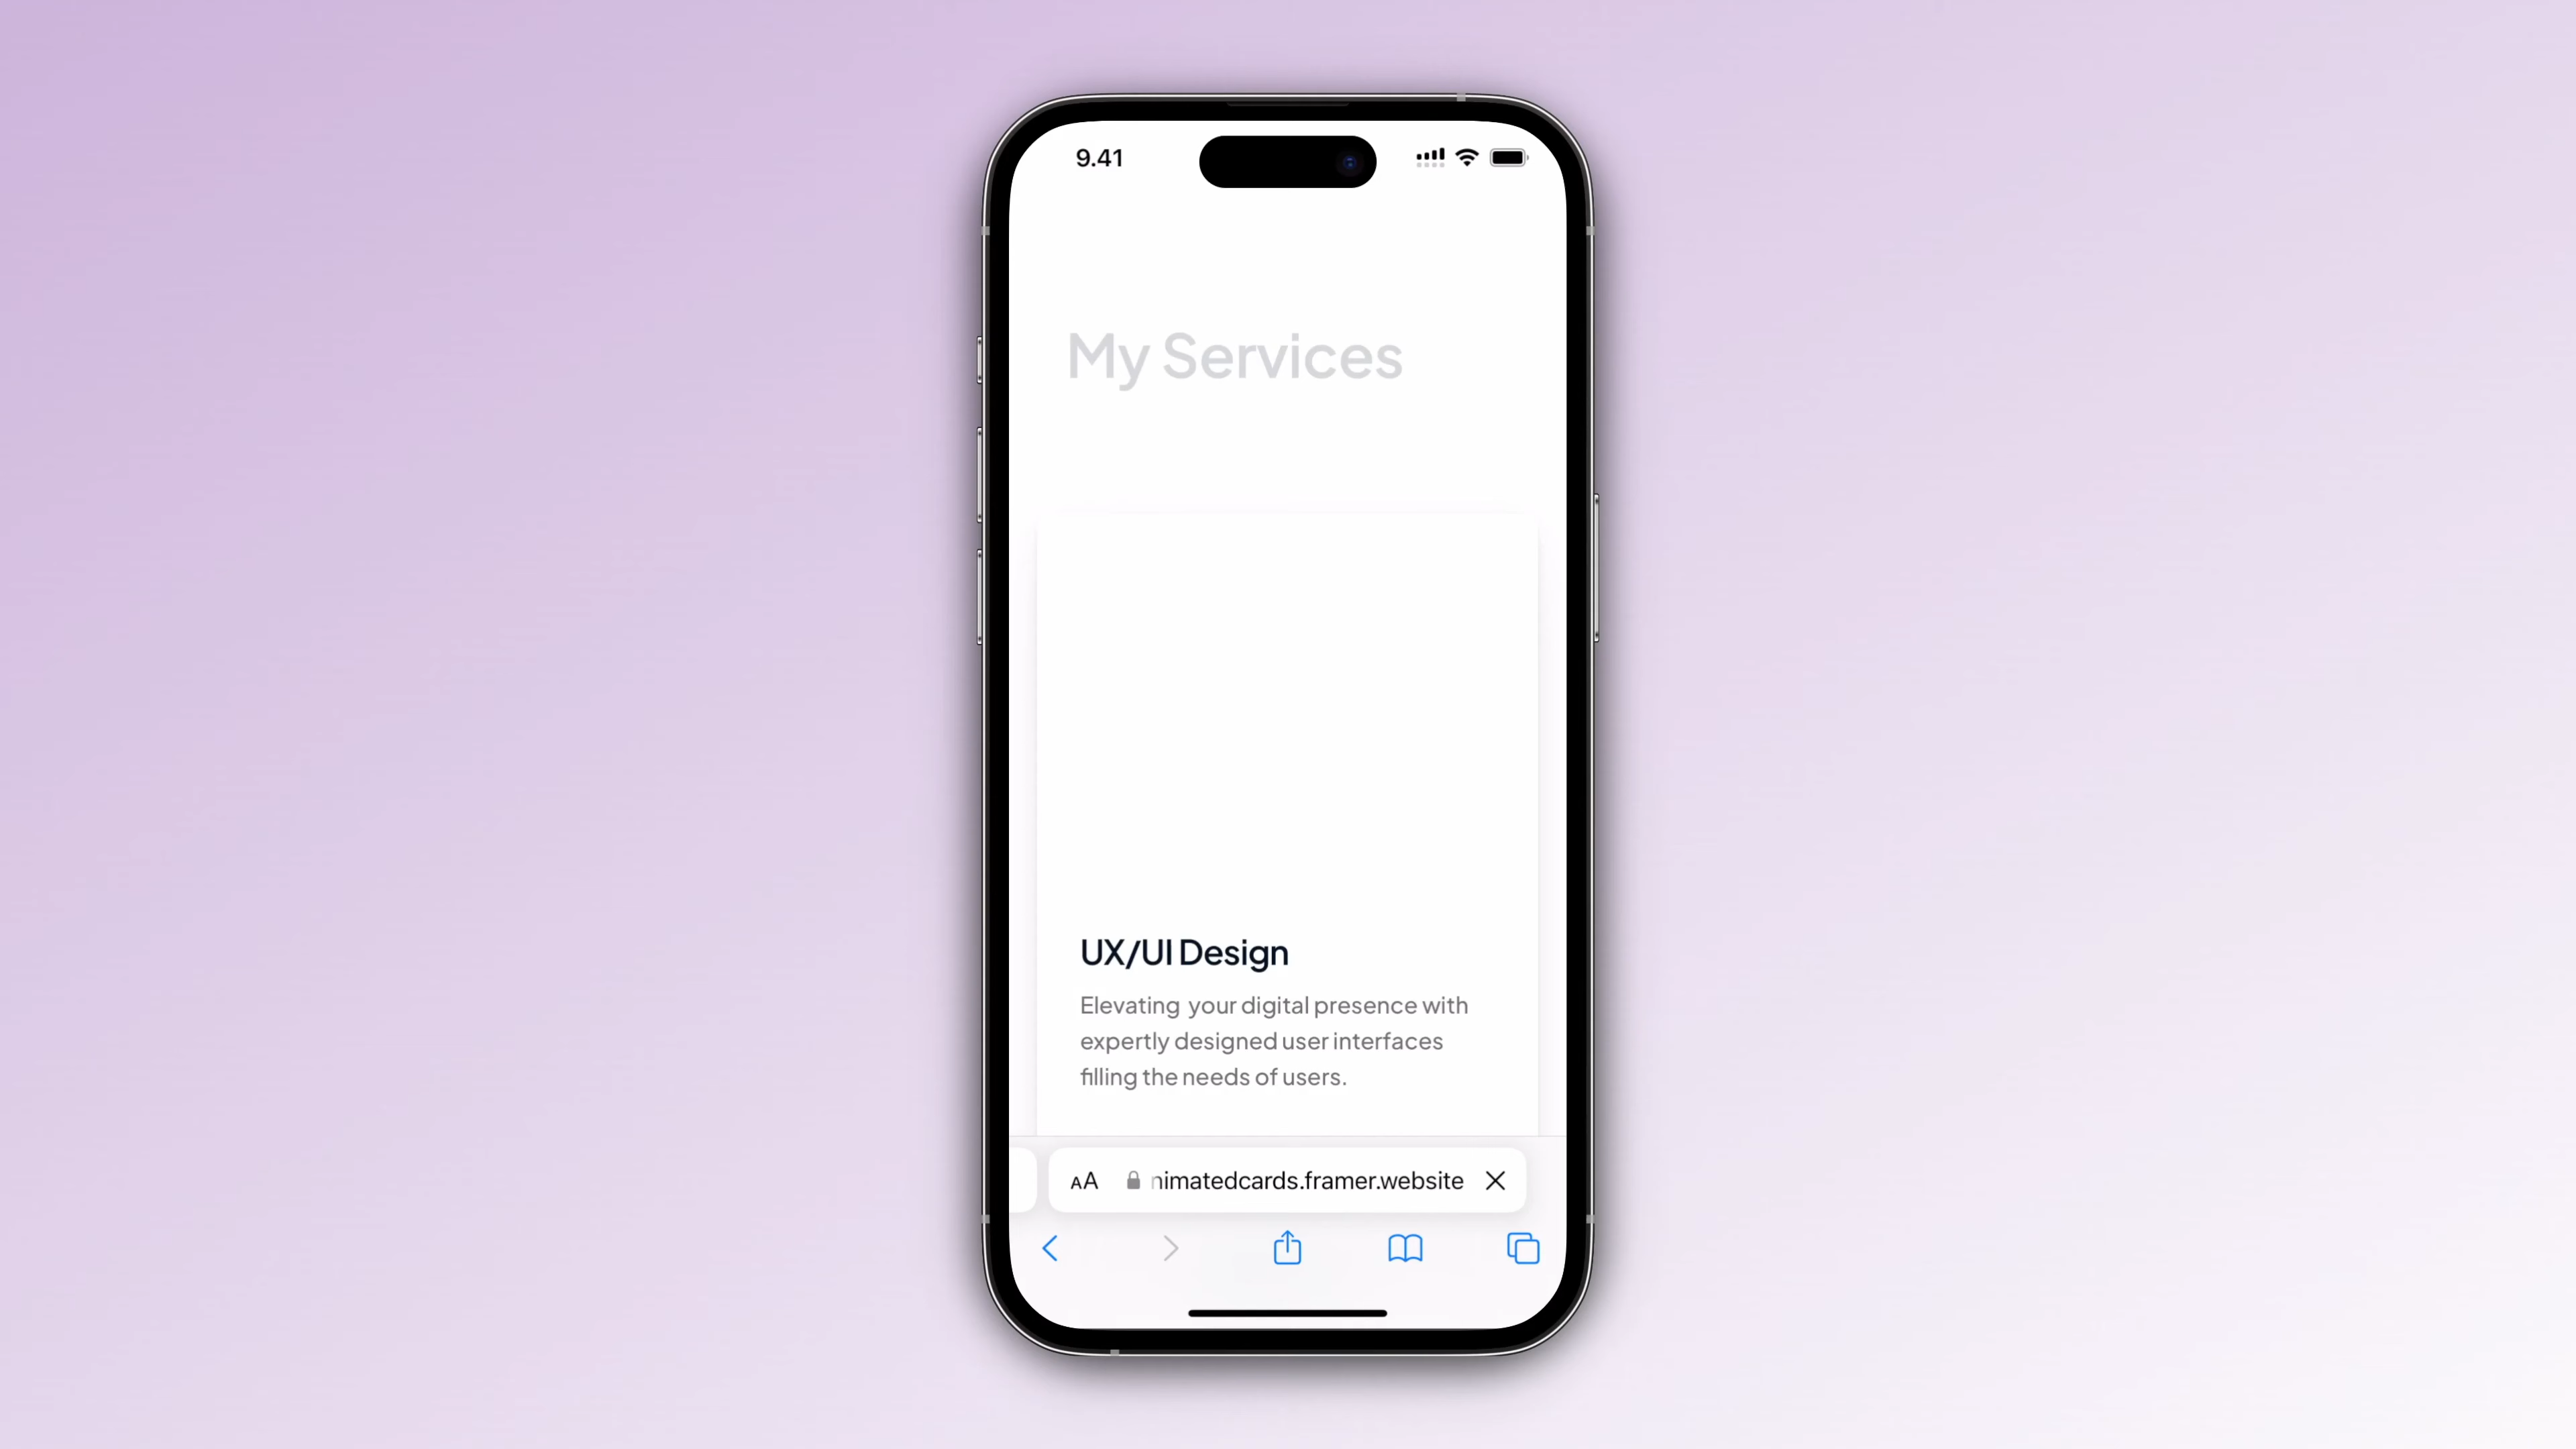 9.41
My Services
UX/UI Design
Elevating your digital presence with
expertly designed user interfaces
filling the needs of users.
AA nimatedcards.framer.website